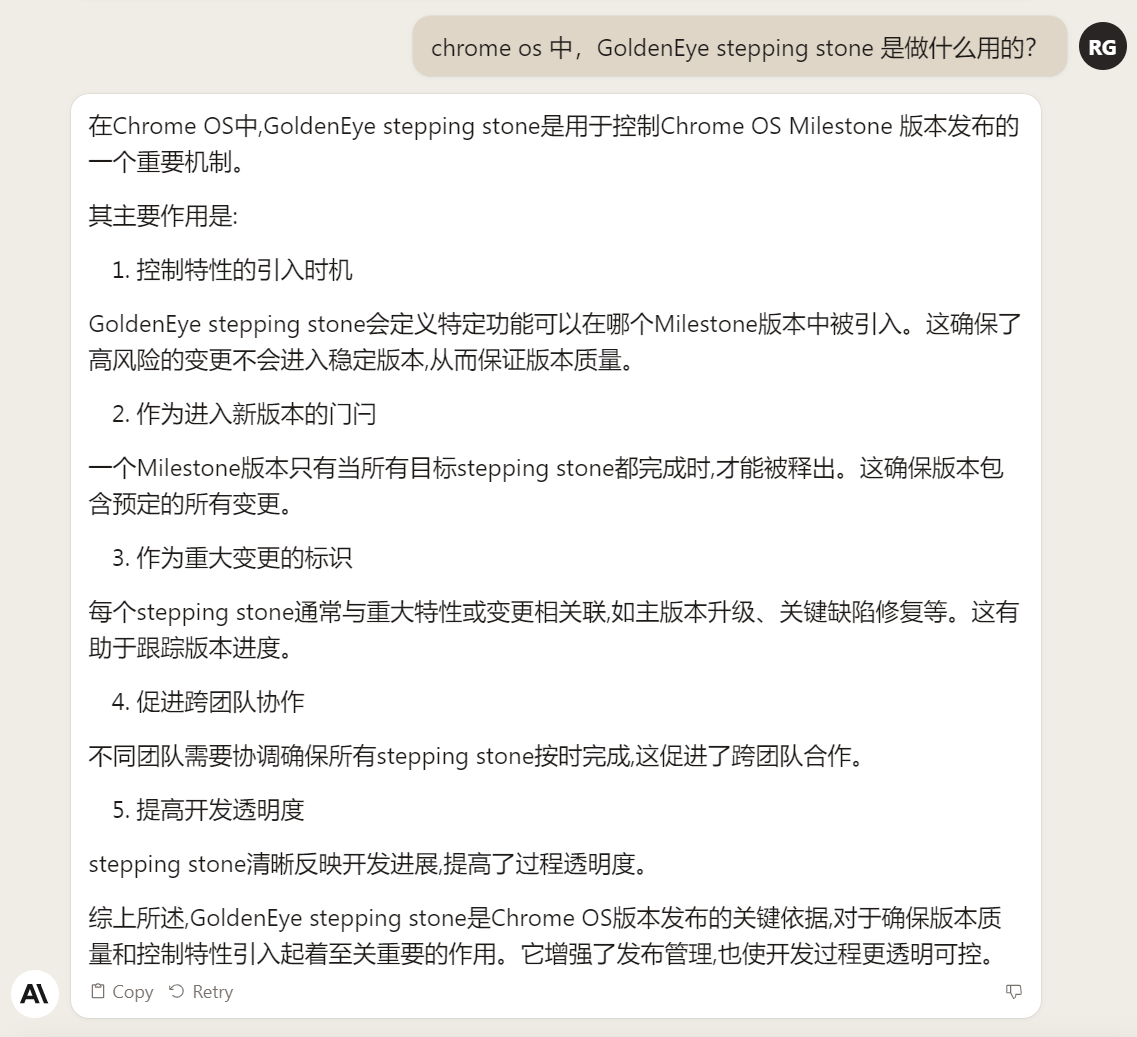 chrome os 中，GoldenEye stepping stone 是做什么用的？
RG
在Chrome OS中,GoldenEye stepping stone是用于控制Chrome OS Milestone 版本发布的
一个重要机制。
其主要作用是:
1. 控制特性的引入时机
GoldenEye stepping stone会定义特定功能可以在哪个Milestone版本中被引入。这确保了
高风险的变更不会进入稳定版本,从而保证版本质量。
2. 作为进入新版本的门闩
一个Milestone版本只有当所有目标stepping stone都完成时,才能被释出。这确保版本包
含预定的所有变更。
3. 作为重大变更的标识
每个stepping stone通常与重大特性或变更相关联,如主版本升级、关键缺陷修复等。这有
助于跟踪版本进度。
4. 促进跨团队协作
不同团队需要协调确保所有stepping stone按时完成,这促进了跨团队合作。
5. 提高开发透明度
stepping stone清晰反映开发进展,提高了过程透明度。
综上所述,GoldenEye stepping stone是Chrome OS版本发布的关键依据,对于确保版本质
量和控制特性引入起着至关重要的作用。它增强了发布管理,也使开发过程更透明可控。
A\
Copy Retry